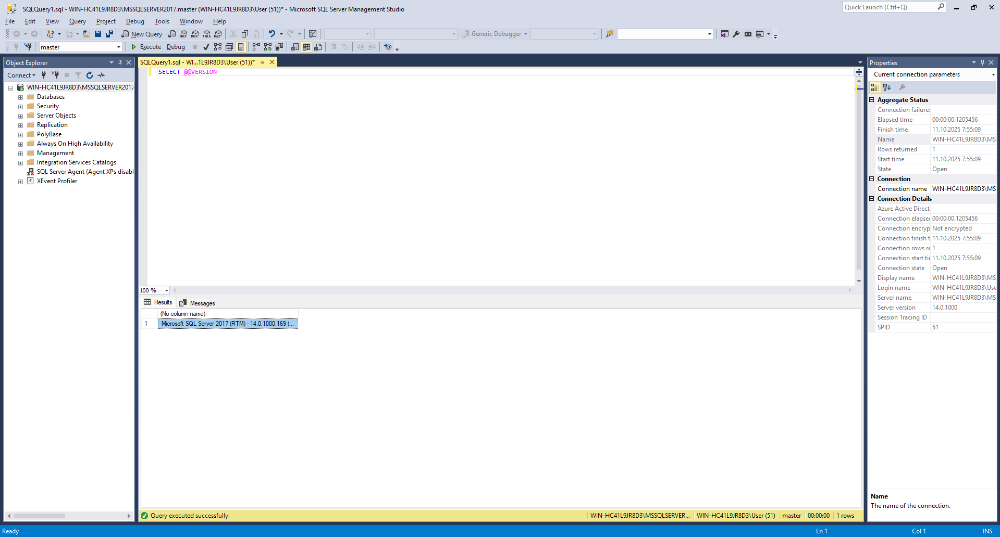 SQLQuery1.sql - WIN-HC41L9JR8D3\MSSQLSERVER2017.master (WIN-HC41L9JR8D3\User (51))* - Microsoft SQL Server Management Studio
Quick Launch (Ctrl+Q)
File Edit View Query Project Debug Tools Window Help
New Query MDX DMX XMLA DAX Generic Debugger
master Execute Debug
Object Explorer
Connect
WIN-HC41L9JR8D3\MSSQLSERVER2017
Databases
Security
Server Objects
Replication
PolyBase
Always On High Availability
Management
Integration Services Catalogs
SQL Server Agent (Agent XPs disabl
XEvent Profiler
SQLQuery1.sql - WI...1L9JR8D3\User (51))*
SELECT @@VERSION
100 %
Results Messages
(No column name)
1 Microsoft SQL Server 2017 (RTM) - 14.0.1000.169 (...
Query executed successfully. WIN-HC41L9JR8D3\MSSQLSERVER... WIN-HC41L9JR8D3\User (51) master 00:00:00 1 rows
Properties
Current connection parameters
Aggregate Status
Connection failures
Elapsed time 00:00:00.1205456
Finish time 11.10.2025 7:55:09
Name WIN-HC41L9JR8D3\MS
Rows returned 1
Start time 11.10.2025 7:55:09
State Open
Connection
Connection name WIN-HC41L9JR8D3\MS
Connection Details
Azure Active Direct
Connection elapsed 00:00:00.1205456
Connection encryp Not encrypted
Connection finish t 11.10.2025 7:55:09
Connection rows re 1
Connection start ti 11.10.2025 7:55:09
Connection state Open
Display name WIN-HC41L9JR8D3\MS
Login name WIN-HC41L9JR8D3\Use
Server name WIN-HC41L9JR8D3\MS
Server version 14.0.1000
Session Tracing ID
SPID 51
Name
The name of the connection.
Ready Ln 1 Col 1 INS